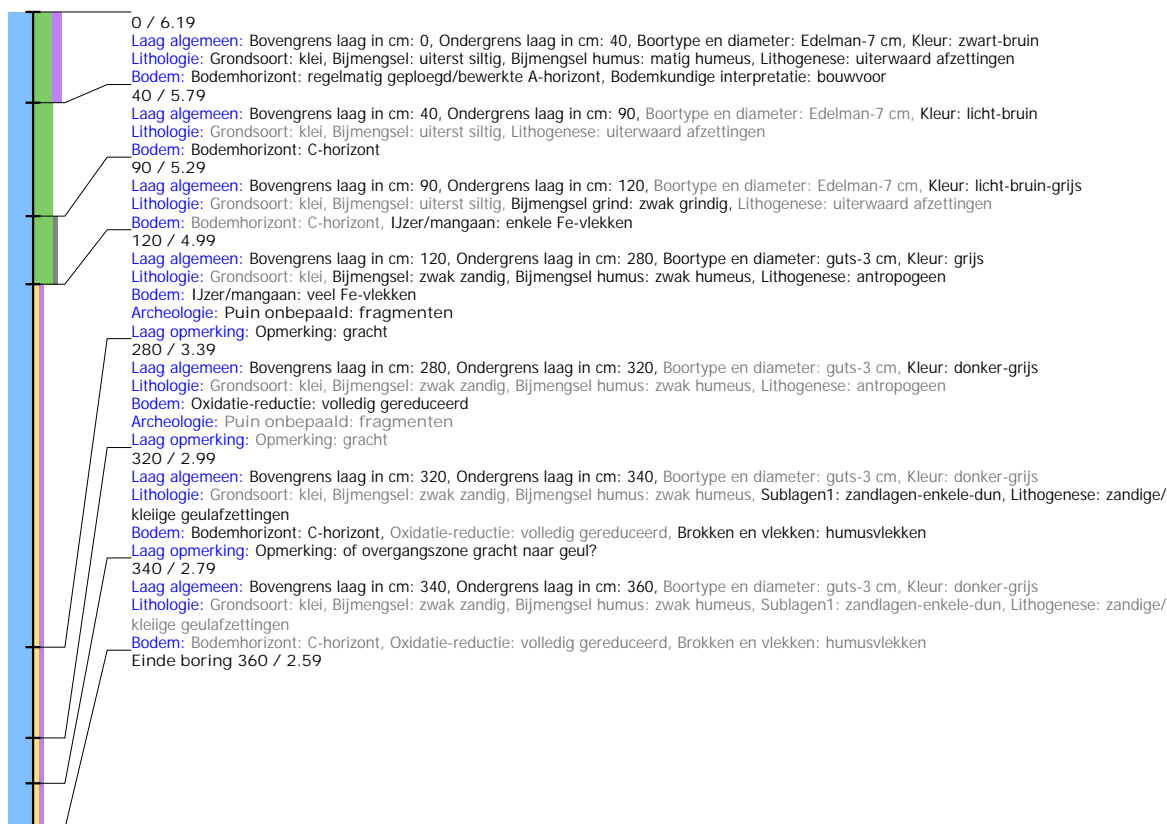 0 / 6.19
Laag algemeen: Bovengrens laag in cm: 0, Ondergrens laag in cm: 40, Boortype en diameter: Edelman-7 cm, Kleur: zwart-bruin
Lithologie: Grondsoort: klei, Bijmengsel: uiterst siltig, Bijmengsel humus: matig humeus, Lithogenese: uiterwaard afzettingen
Bodem: Bodemhorizont: regelmatig geploegd/bewerkte A-horizont, Bodemkundige interpretatie: bouwvoor
40 / 5.79
Laag algemeen: Bovengrens laag in cm: 40, Ondergrens laag in cm: 90, Boortype en diameter: Edelman-7 cm, Kleur: licht-bruin
Lithologie: Grondsoort: klei, Bijmengsel: uiterst siltig, Lithogenese: uiterwaard afzettingen
Bodem: Bodemhorizont: C-horizont
90 / 5.29
Laag algemeen: Bovengrens laag in cm: 90, Ondergrens laag in cm: 120, Boortype en diameter: Edelman-7 cm, Kleur: licht-bruin-grijs
Lithologie: Grondsoort: klei, Bijmengsel: uiterst siltig, Bijmengsel grind: zwak grindig, Lithogenese: uiterwaard afzettingen
Bodem: Bodemhorizont: C-horizont, IJzer/mangaan: enkele Fe-vlekken
120 / 4.99
Laag algemeen: Bovengrens laag in cm: 120, Ondergrens laag in cm: 280, Boortype en diameter: guts-3 cm, Kleur: grijs
Lithologie: Grondsoort: klei, Bijmengsel: zwak zandig, Bijmengsel humus: zwak humeus, Lithogenese: antropogeen
Bodem: IJzer/mangaan: veel Fe-vlekken
Archeologie: Puin onbepaald: fragmenten
Laag opmerking: Opmerking: gracht
280 / 3.39
Laag algemeen: Bovengrens laag in cm: 280, Ondergrens laag in cm: 320, Boortype en diameter: guts-3 cm, Kleur: donker-grijs
Lithologie: Grondsoort: klei, Bijmengsel: zwak zandig, Bijmengsel humus: zwak humeus, Lithogenese: antropogeen
Bodem: Oxidatie-reductie: volledig gereduceerd
Archeologie: Puin onbepaald: fragmenten
Laag opmerking: Opmerking: gracht
320 / 2.99
Laag algemeen: Bovengrens laag in cm: 320, Ondergrens laag in cm: 340, Boortype en diameter: guts-3 cm, Kleur: donker-grijs
Lithologie: Grondsoort: klei, Bijmengsel: zwak zandig, Bijmengsel humus: zwak humeus, Sublagen1: zandlagen-enkele-dun, Lithogenese: zandige/
kleiige geulafzettingen
Bodem: Bodemhorizont: C-horizont, Oxidatie-reductie: volledig gereduceerd, Brokken en vlekken: humusvlekken
Laag opmerking: Opmerking: of overgangszone gracht naar geul?
340 / 2.79
Laag algemeen: Bovengrens laag in cm: 340, Ondergrens laag in cm: 360, Boortype en diameter: guts-3 cm, Kleur: donker-grijs
Lithologie: Grondsoort: klei, Bijmengsel: zwak zandig, Bijmengsel humus: zwak humeus, Sublagen1: zandlagen-enkele-dun, Lithogenese: zandige/
kleiige geulafzettingen
Bodem: Bodemhorizont: C-horizont, Oxidatie-reductie: volledig gereduceerd, Brokken en vlekken: humusvlekken
Einde boring 360 / 2.59